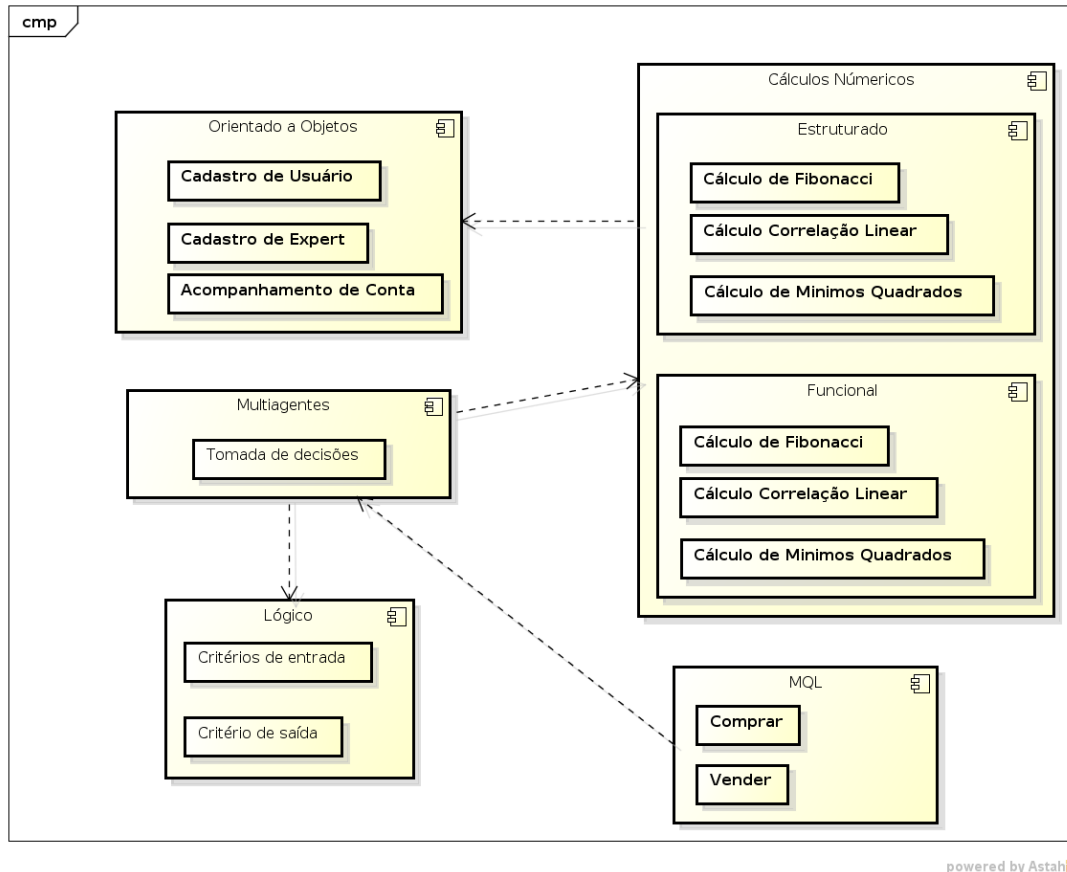 cmp
Orientado a Objetos
Cadastro de Usuário
Cadastro de Expert
Acompanhamento de Conta
Cálculos Númericos
Estruturado
Cálculo de Fibonacci
Cálculo Correlação Linear
Cálculo de Minimos Quadrados
Funcional
Cálculo de Fibonacci
Cálculo Correlação Linear
Cálculo de Minimos Quadrados
Multiagentes
Tomada de decisões
Lógico
Critérios de entrada
Critério de saída
MQL
Comprar
Vender
powered by Astah